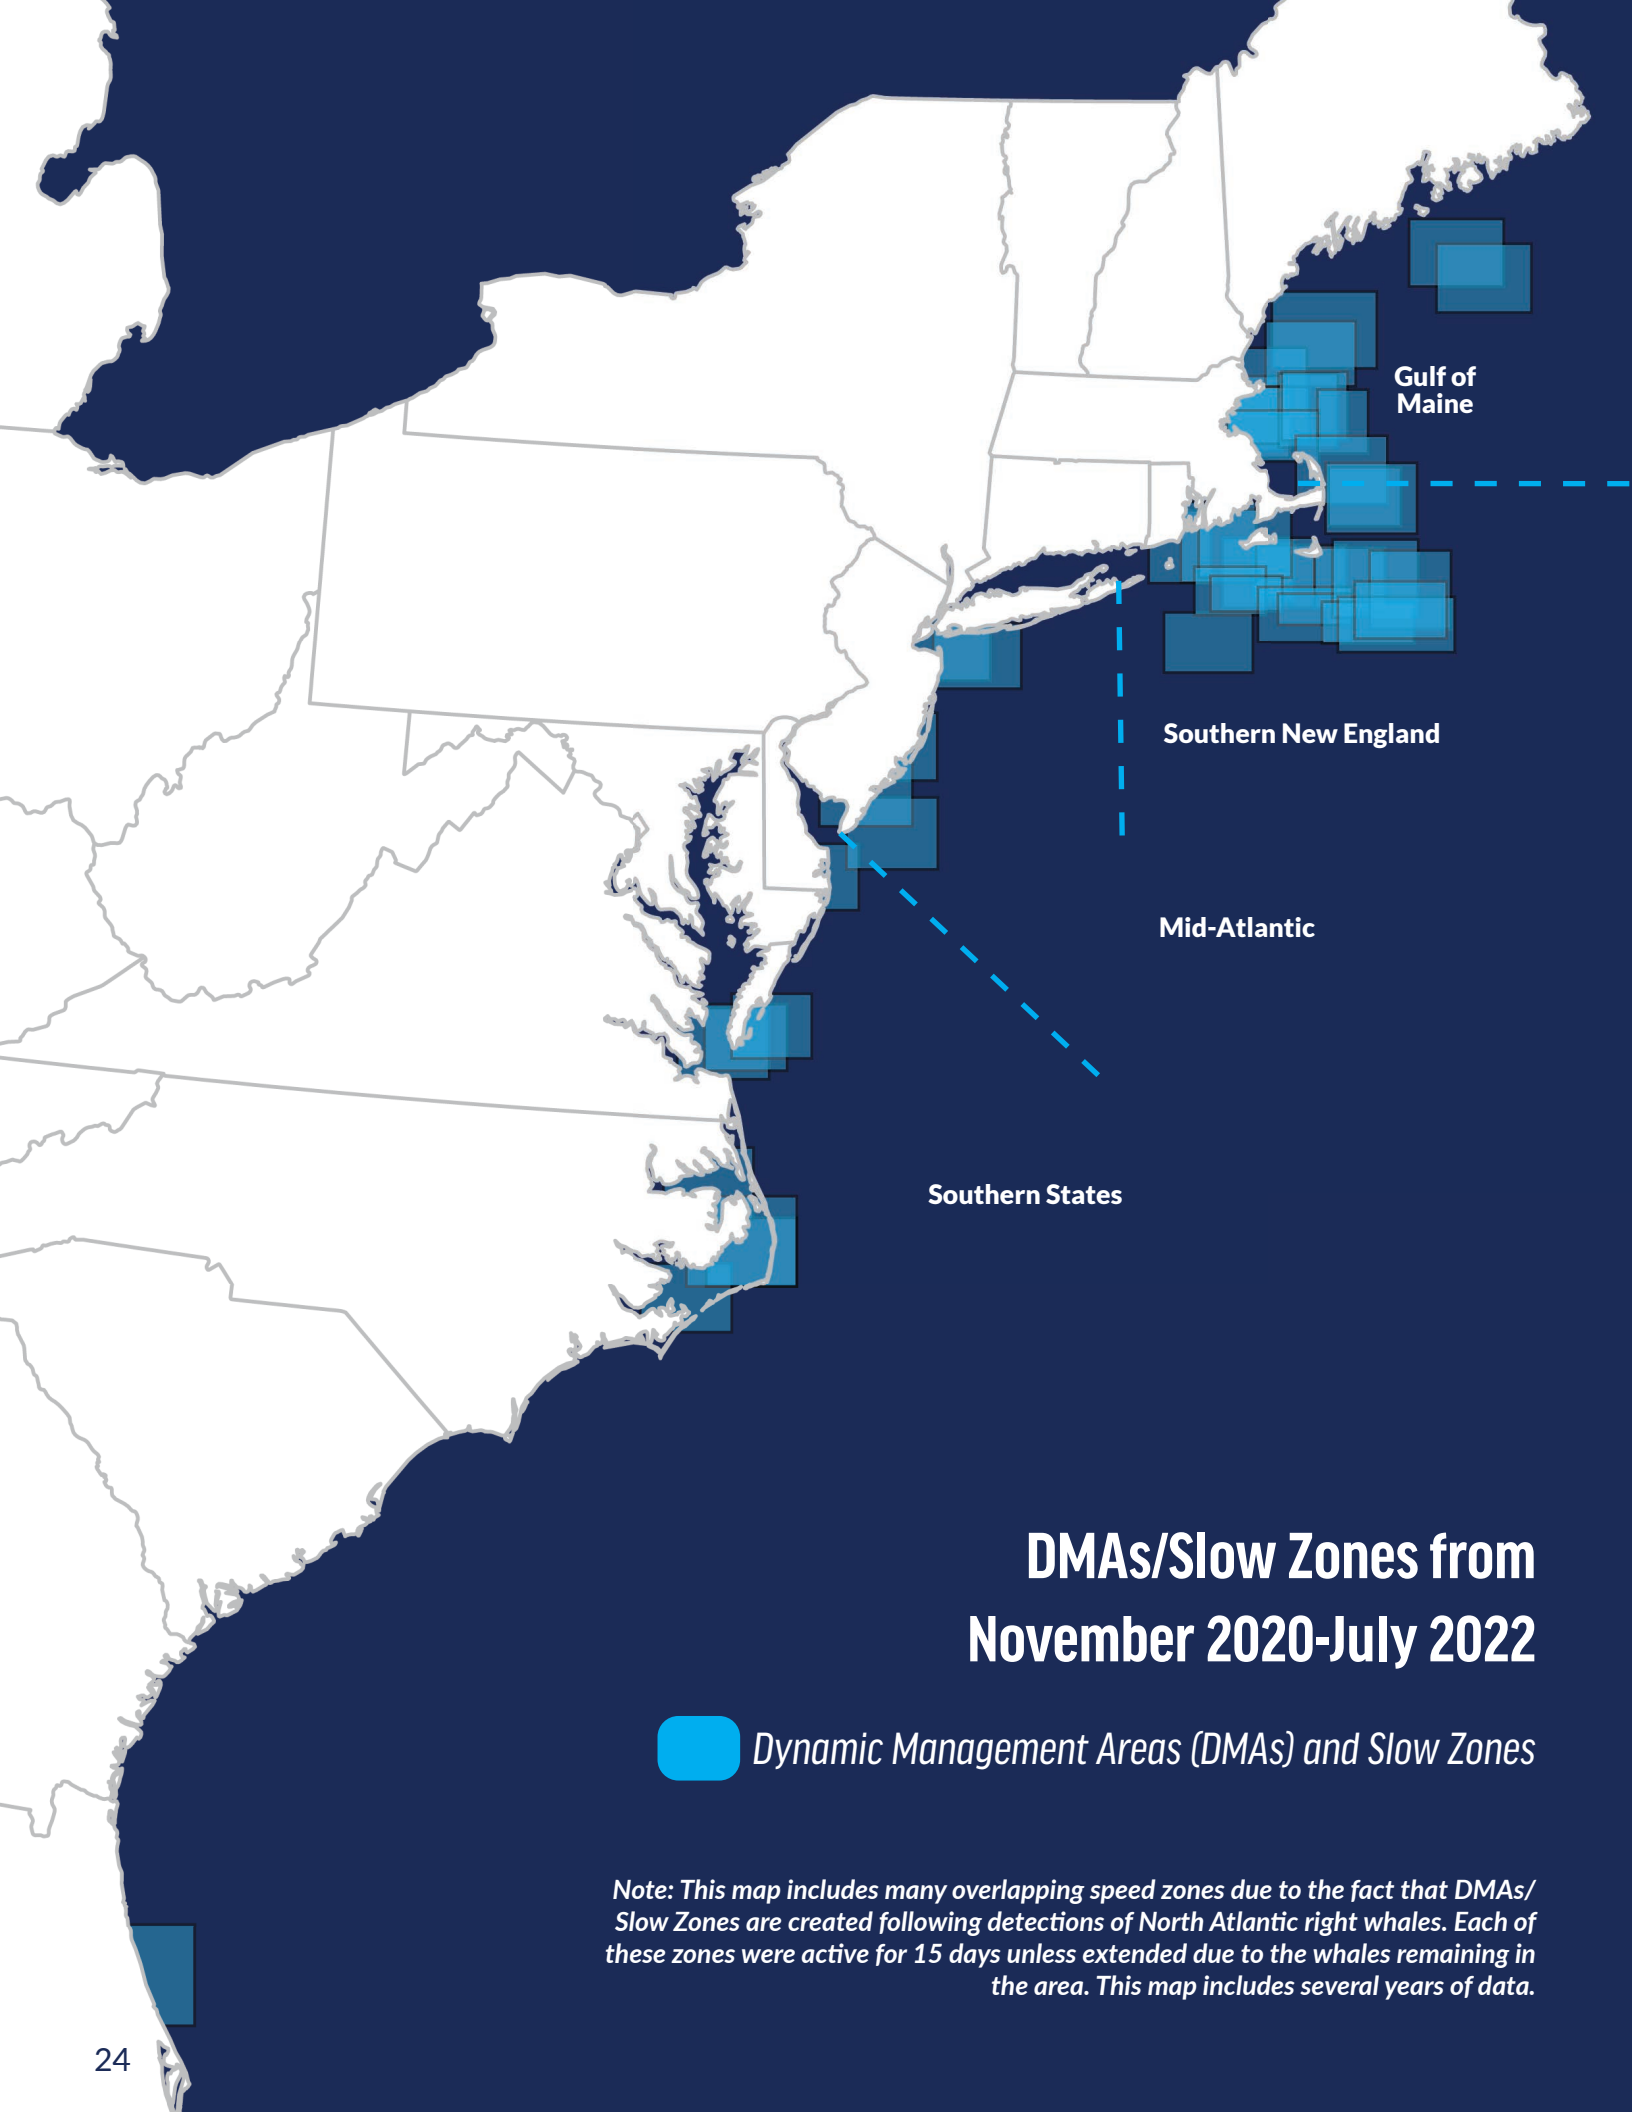 Gulf of
Maine
Southern New England
Mid-Atlantic
Southern States
DMAs/Slow Zones from
November 2020-July 2022
Dynamic Management Areas (DMAs) and Slow Zones
Note: This map includes many overlapping speed zones due to the fact that DMAs/
Slow Zones are created following detections of North Atlantic right whales. Each of
these zones were active for 15 days unless extended due to the whales remaining in
the area. This map includes several years of data.
24